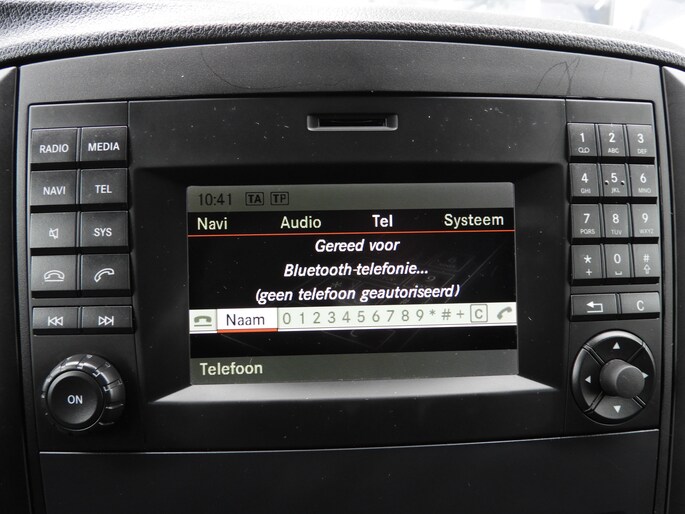 RADIO MEDIA
NAVI TEL
SYS
ON
10:41 TA TP
Navi Audio Tel Systeem
Gereed voor
Bluetooth-telefonie...
(geen telefoon geautoriseerd)
Naam 0 1 2 3 4 5 6 7 8 9 * # + C
Telefoon
1 2 ABC 3 DEF
4 GHI 5 JKL 6 MNO
7 PQRS 8 TUV 9 WXYZ
* + 0 #
C